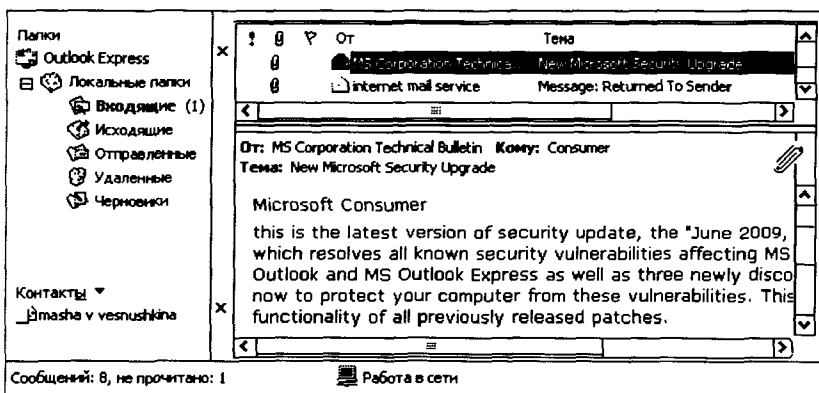 Папки
Outlook Express
Локальные папки
Входящие (1)
Исходящие
Отправленные
Удаленные
Черновики
Контакты
masha v vesnushkina
! От Тема
MS Corporation Technica... New Microsoft Security Upgrade
internet mail service Message: Returned To Sender
От: MS Corporation Technical Bulletin Кому: Consumer
Тема: New Microsoft Security Upgrade
Microsoft Consumer
this is the latest version of security update, the "June 2009,
which resolves all known security vulnerabilities affecting MS
Outlook and MS Outlook Express as well as three newly disco
now to protect your computer from these vulnerabilities. This
functionality of all previously released patches.
Сообщений: 8, не прочитано: 1
Работа в сети